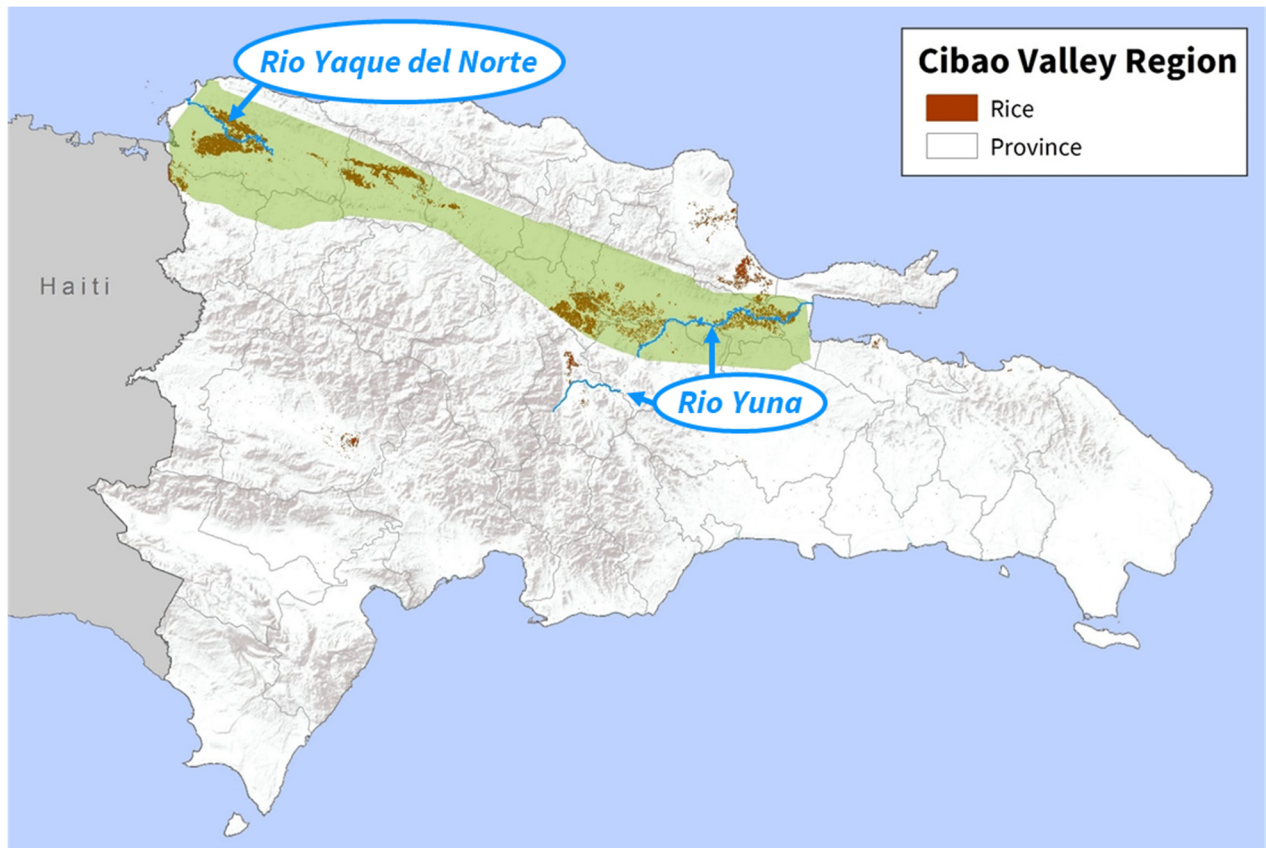 Rio Yaque del Norte
Cibao Valley Region
Rice
Province
Haiti
Rio Yuna